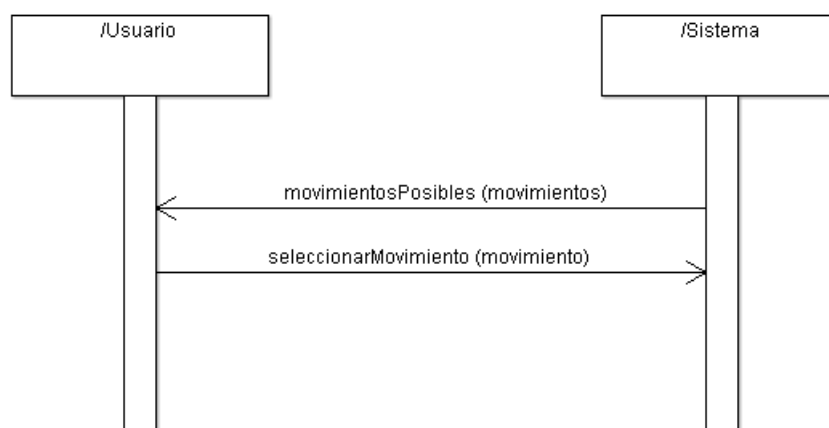 /Usuario
/Sistema
movimientosPosibles (movimientos)
seleccionarMovimiento (movimiento)